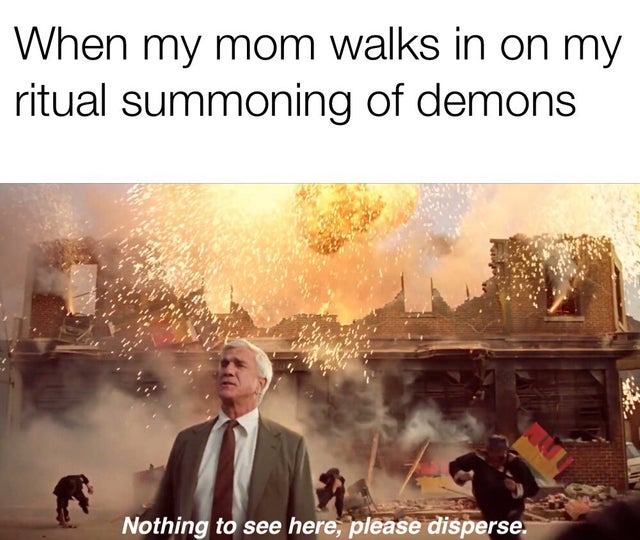 When my mom walks in on my
ritual summoning of demons
Nothing to see here, please disperse.